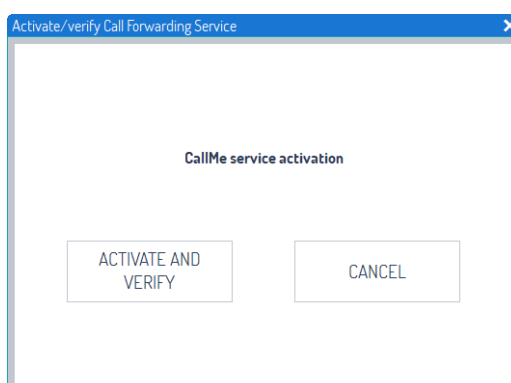 Activate/verify Call Forwarding Service
CallMe service activation
ACTIVATE AND
VERIFY
CANCEL